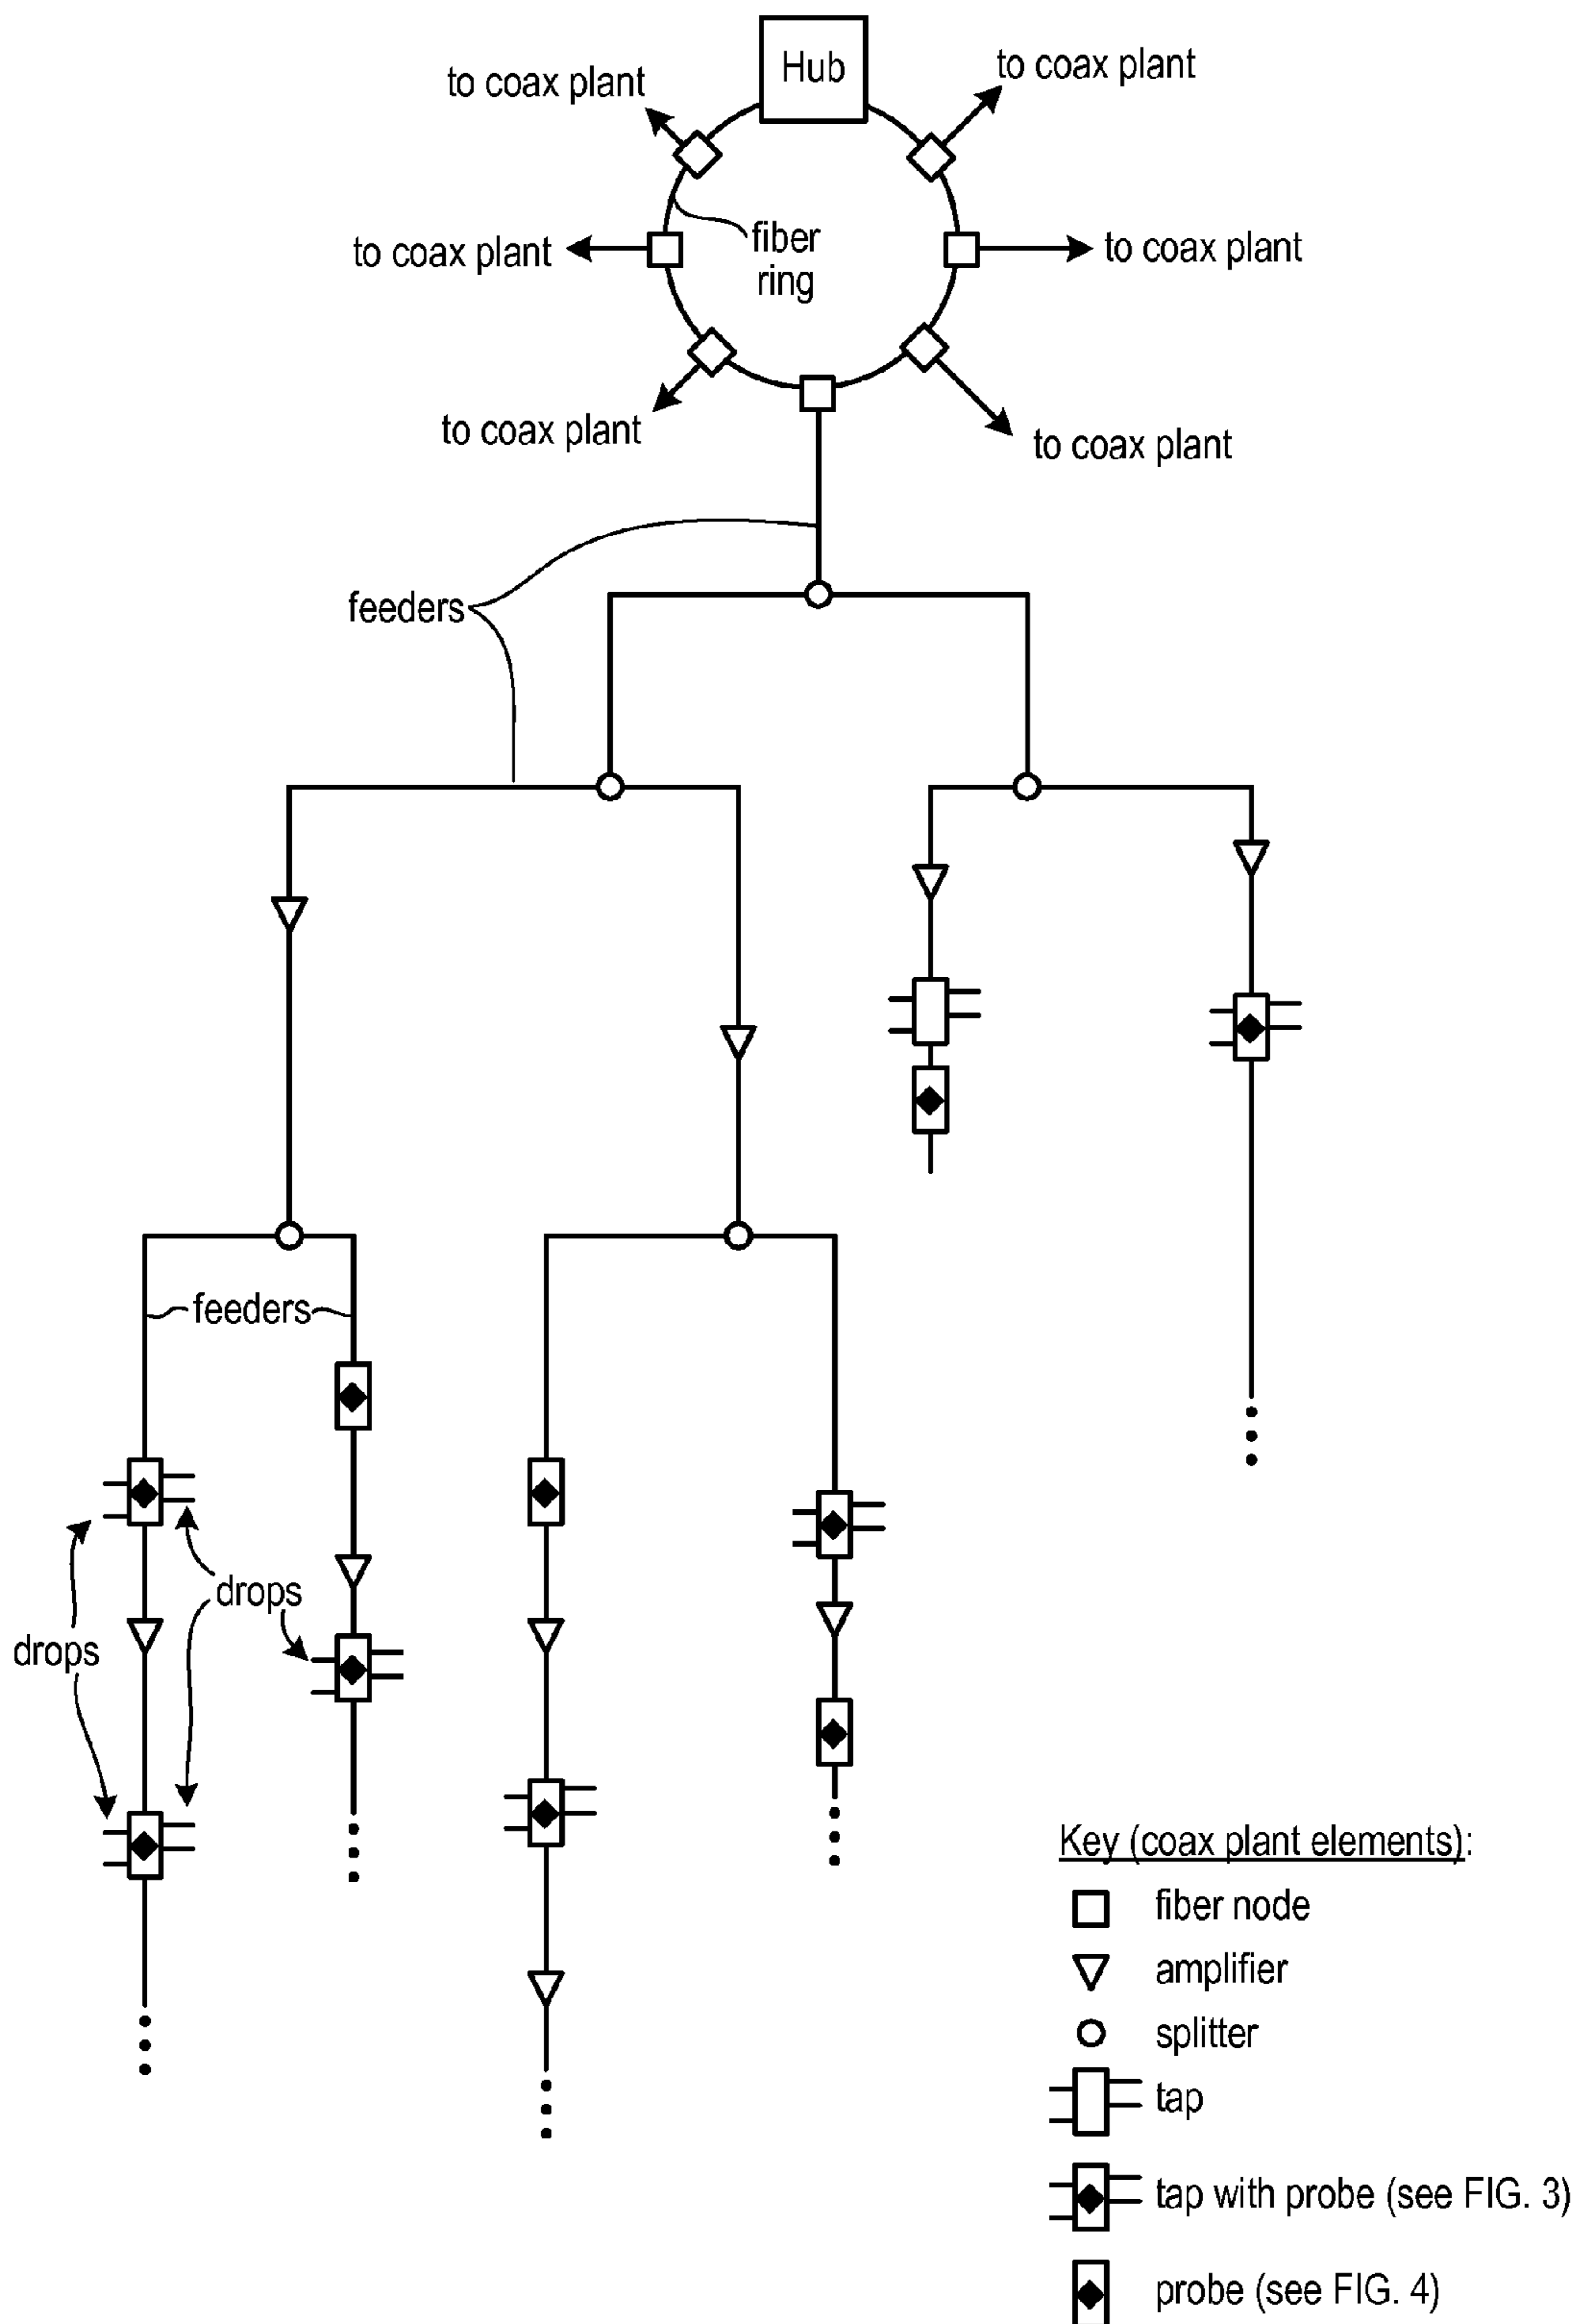 Hub
to coax plant
to coax plant
fiber
ring
to coax plant
to coax plant
to coax plant
to coax plant
feeders
feeders
drops
drops
Key (coax plant elements):
fiber node
amplifier
splitter
tap
tap with probe (see FIG. 3)
probe (see FIG. 4)